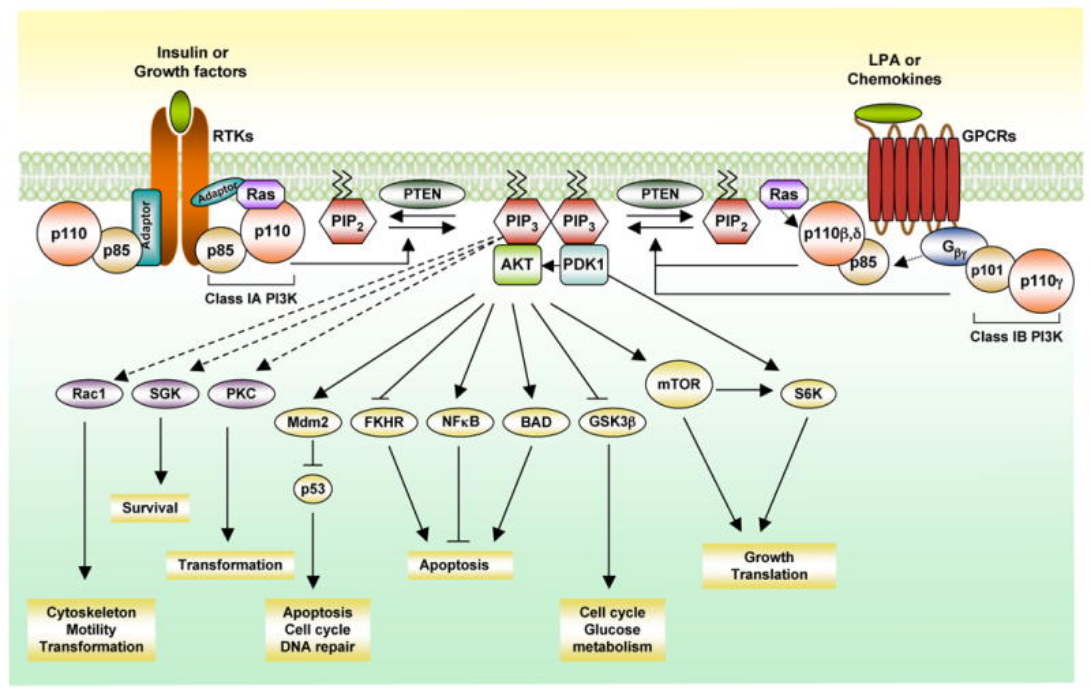 Insulin or
Growth factors
LPA or
Chemokines
RTKs
GPCRs
Adaptor
Ras
PTEN
PTEN
Ras
p110
p85
Adaptor
p85
p110
PIP2
PIP3
PIP3
PIP2
p110β,δ
p85
Gβγ
p101
p110γ
AKT
PDK1
Class IA PI3K
Class IB PI3K
Rac1
SGK
PKC
mTOR
S6K
Mdm2
FKHR
NFκB
BAD
GSK3β
p53
Survival
Transformation
Apoptosis
Growth
Translation
Cytoskeleton
Motility
Transformation
Apoptosis
Cell cycle
DNA repair
Cell cycle
Glucose
metabolism